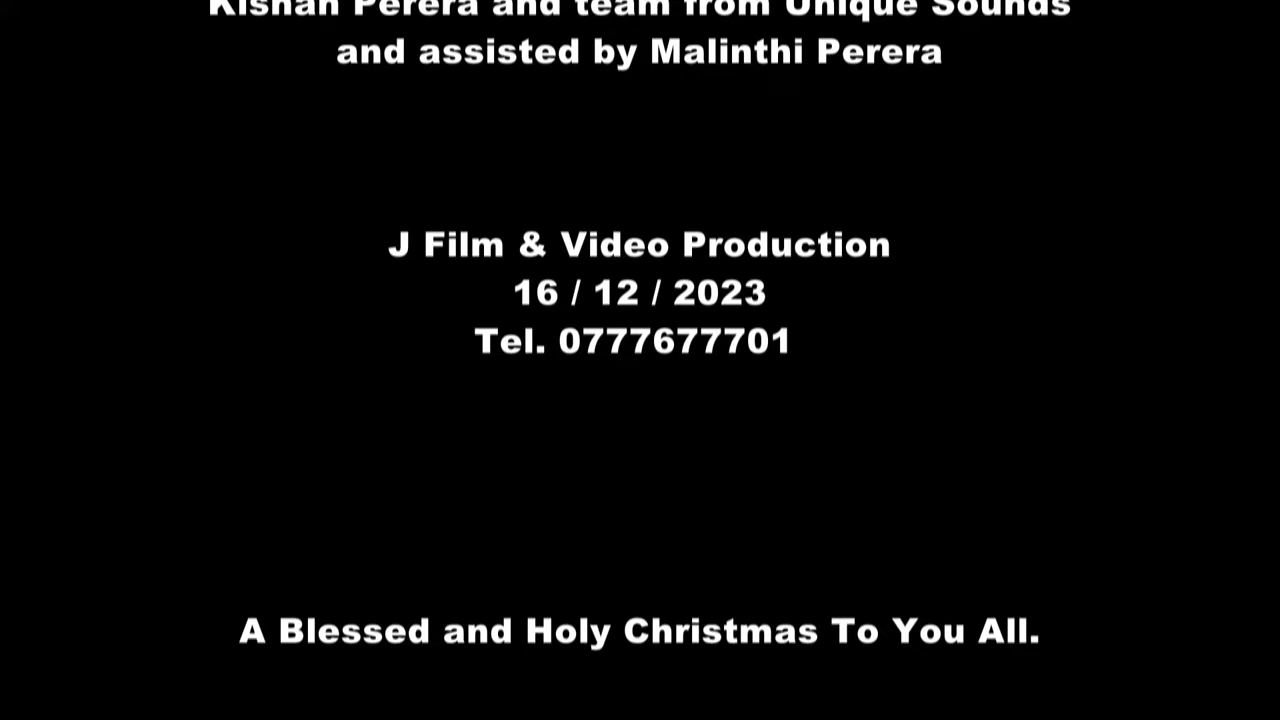 Kishan Perera and team from Unique Sounds
and assisted by Malinthi Perera
J Film & Video Production
16 / 12 / 2023
Tel. 0777677701
A Blessed and Holy Christmas To You All.